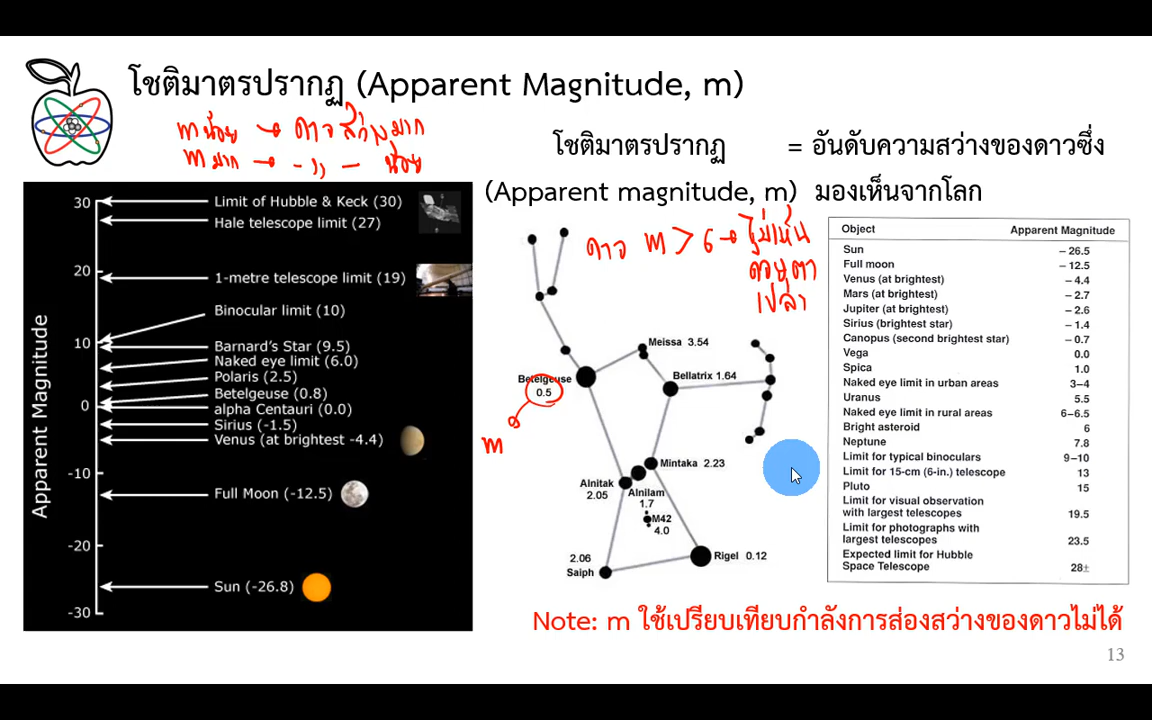 โชติมาตรปรากฏ (Apparent Magnitude, m)
m น้อย → ดาวสว่างมาก
m มาก → -ןן- น้อย
โชติมาตรปรากฏ = อันดับความสว่างของดาวซึ่ง
(Apparent magnitude, m) มองเห็นจากโลก
Apparent Magnitude
30
20
10
0
-10
-20
-30
Limit of Hubble & Keck (30)
Hale telescope limit (27)
1-metre telescope limit (19)
Binocular limit (10)
Barnard's Star (9.5)
Naked eye limit (6.0)
Polaris (2.5)
Betelgeuse (0.8)
alpha Centauri (0.0)
Sirius (-1.5)
Venus (at brightest -4.4)
Full Moon (-12.5)
Sun (-26.8)
ดาว m > 6 → ไม่เห็น
ด้วยตา
เปล่า
Meissa 3.54
Betelgeuse
0.5
m
Bellatrix 1.64
Mintaka 2.23
Alnitak
2.05
Alnilam
1.7
M42
4.0
2.06
Saiph
Rigel 0.12
Object Apparent Magnitude
Sun − 26.5
Full moon − 12.5
Venus (at brightest) − 4.4
Mars (at brightest) − 2.7
Jupiter (at brightest) − 2.6
Sirius (brightest star) − 1.4
Canopus (second brightest star) − 0.7
Vega 0.0
Spica 1.0
Naked eye limit in urban areas 3–4
Uranus 5.5
Naked eye limit in rural areas 6–6.5
Bright asteroid 6
Neptune 7.8
Limit for typical binoculars 9–10
Limit for 15-cm (6-in.) telescope 13
Pluto 15
Limit for visual observation
with largest telescopes 19.5
Limit for photographs with
largest telescopes 23.5
Expected limit for Hubble
Space Telescope 28±
Note: m ใช้เปรียบเทียบกำลังการส่องสว่างของดาวไม่ได้
13